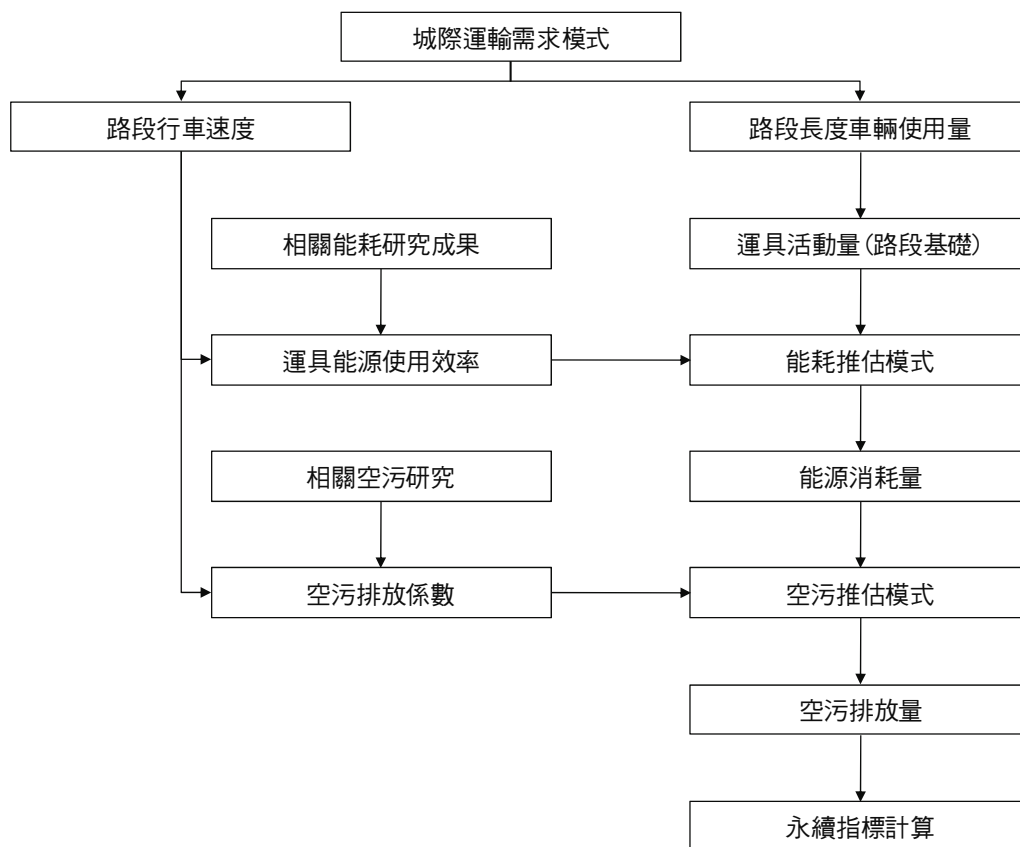 城際運輸需求模式
路段行車速度
路段長度車輛使用量
相關能耗研究成果
運具活動量(路段基礎)
運具能源使用效率
能耗推估模式
相關空污研究
能源消耗量
空污排放係數
空污推估模式
空污排放量
永續指標計算